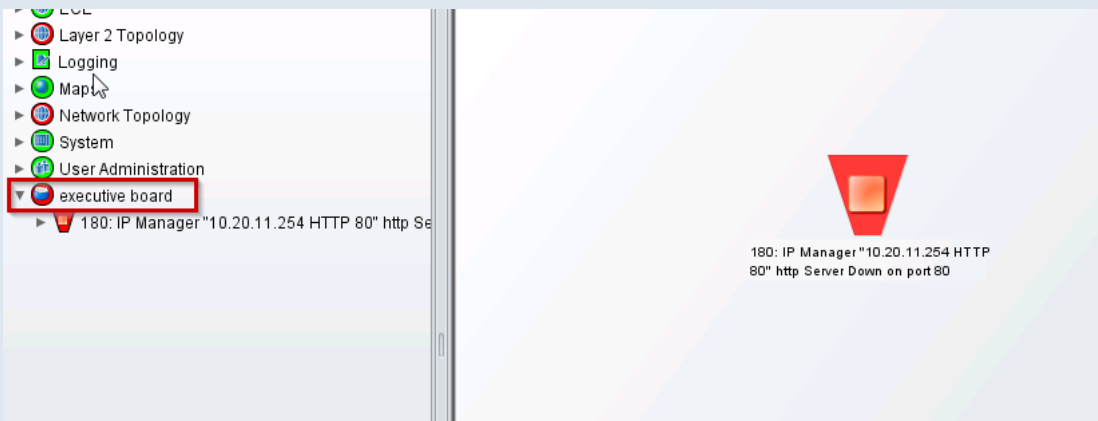 Layer 2 Topology
Logging
Maps
Network Topology
System
User Administration
executive board
180: IP Manager "10.20.11.254 HTTP 80" http Se
180: IP Manager "10.20.11.254 HTTP
80" http Server Down on port 80